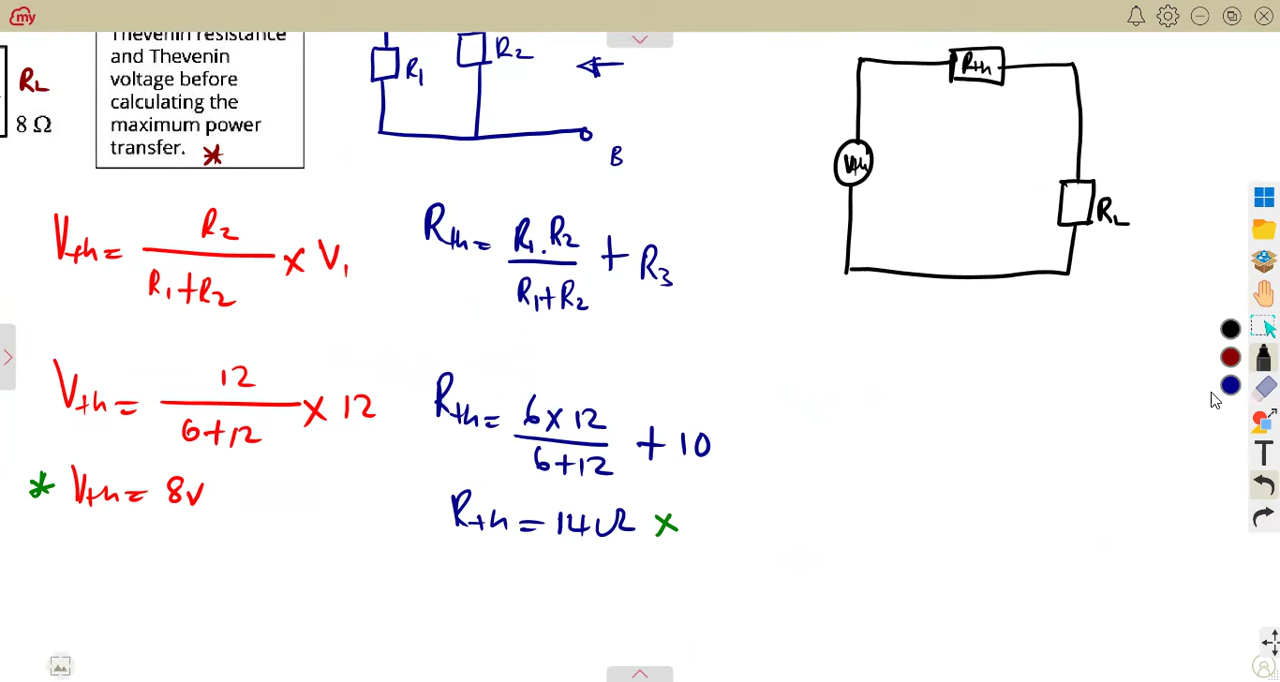 my
Thevenin resistance
and Thevenin
voltage before
calculating the
maximum power
transfer. *
RL
8 Ω
R1
R2
B
Vth = R2 / R1+R2 × V1
Vth = 12 / 6+12 × 12
* Vth = 8v
Rth = R1.R2 / R1+R2 + R3
Rth = 6×12 / 6+12 + 10
Rth = 14Ω ×
Rth
Vth
RL
T